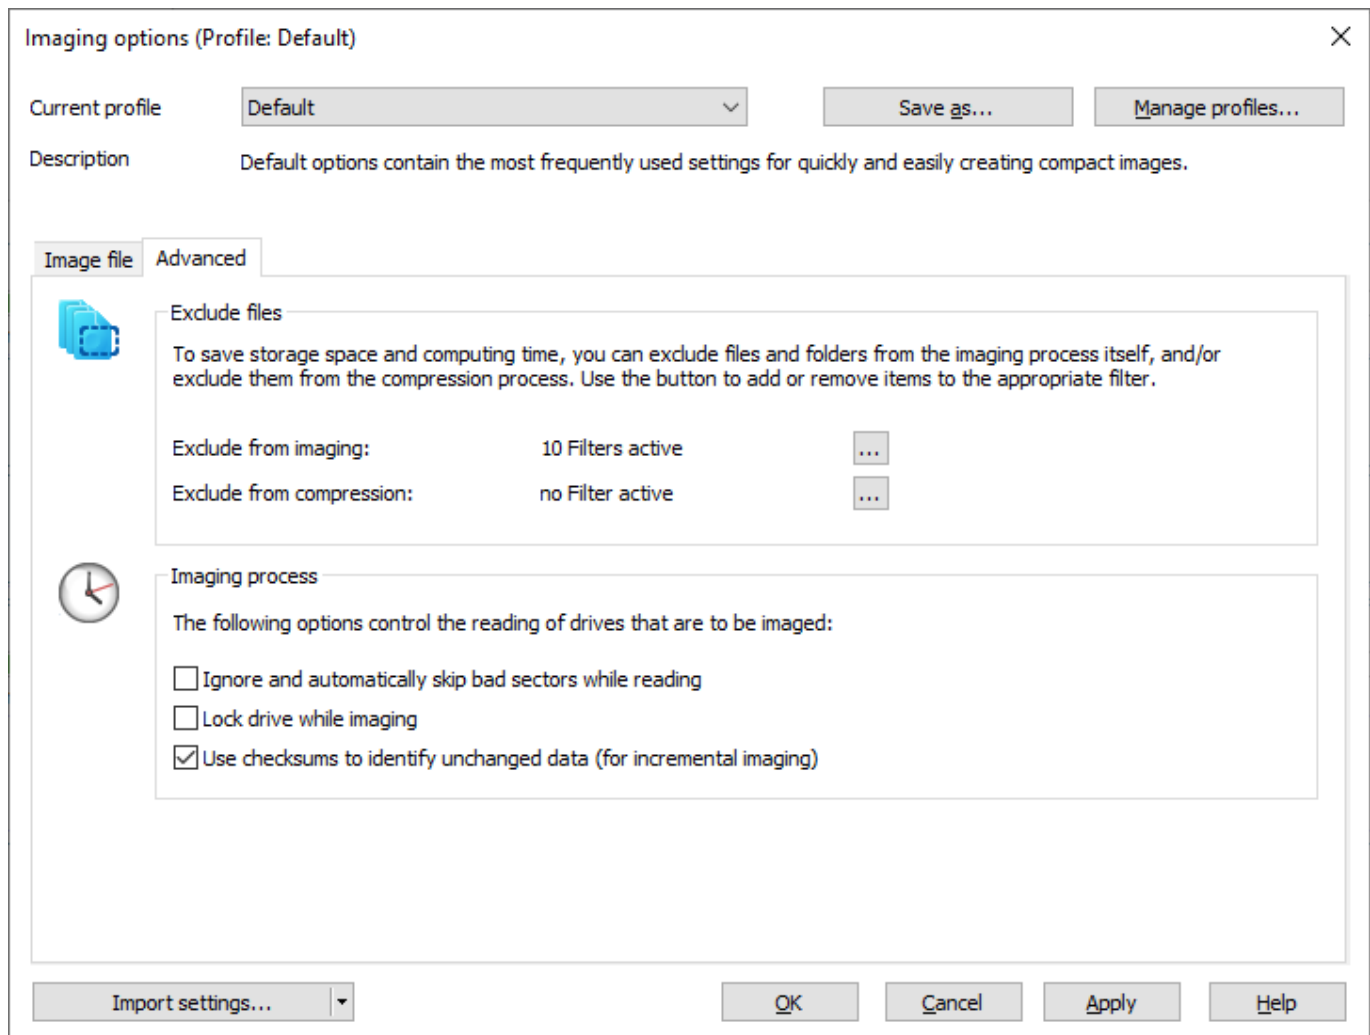 Imaging options (Profile: Default)
Current profile
Default
Save as...
Manage profiles...
Description
Default options contain the most frequently used settings for quickly and easily creating compact images.
Image file
Advanced
Exclude files
To save storage space and computing time, you can exclude files and folders from the imaging process itself, and/or
exclude them from the compression process. Use the button to add or remove items to the appropriate filter.
Exclude from imaging:
10 Filters active
...
Exclude from compression:
no Filter active
...
Imaging process
The following options control the reading of drives that are to be imaged:
Ignore and automatically skip bad sectors while reading
Lock drive while imaging
Use checksums to identify unchanged data (for incremental imaging)
Import settings...
OK
Cancel
Apply
Help